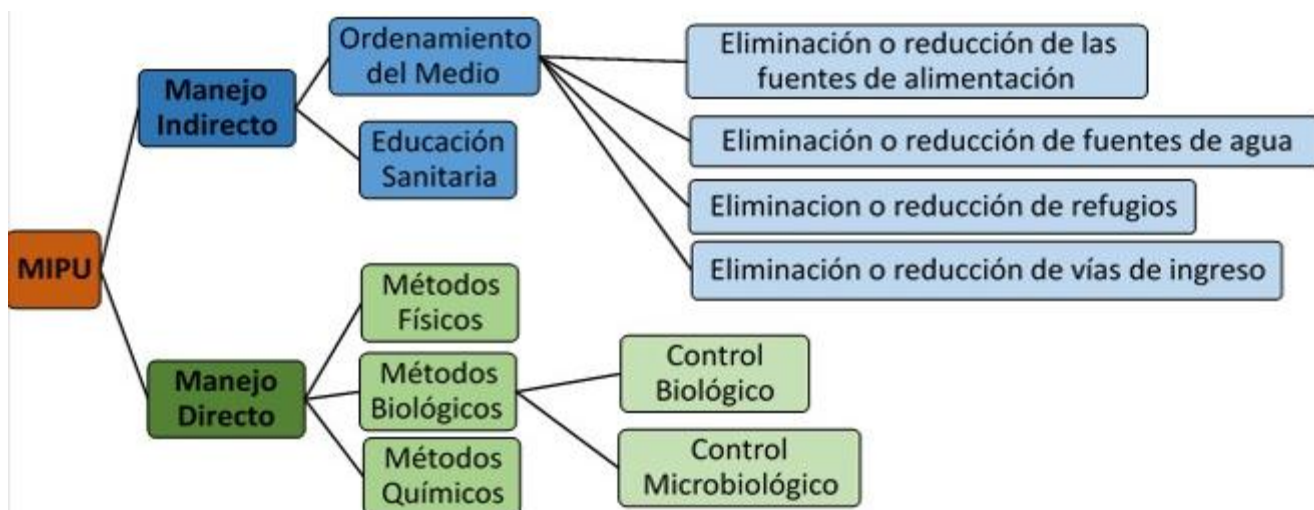 MIPU
Manejo
Indirecto
Ordenamiento
del Medio
Eliminación o reducción de las
fuentes de alimentación
Eliminación o reducción de fuentes de agua
Eliminacion o reducción de refugios
Eliminación o reducción de vías de ingreso
Educación
Sanitaria
Manejo
Directo
Métodos
Físicos
Métodos
Biológicos
Control
Biológico
Control
Microbiológico
Métodos
Químicos